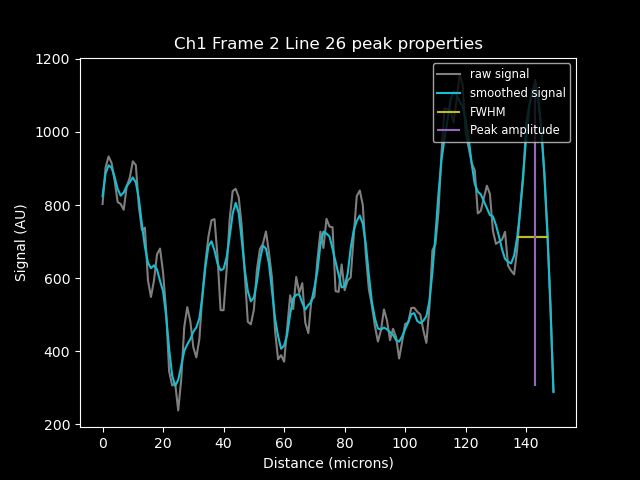 Ch1 Frame 2 Line 26 peak properties
raw signal
smoothed signal
FWHM
Peak amplitude
Signal (AU)
1200
1000
800
600
400
200
0 20 40 60 80 100 120 140
Distance (microns)